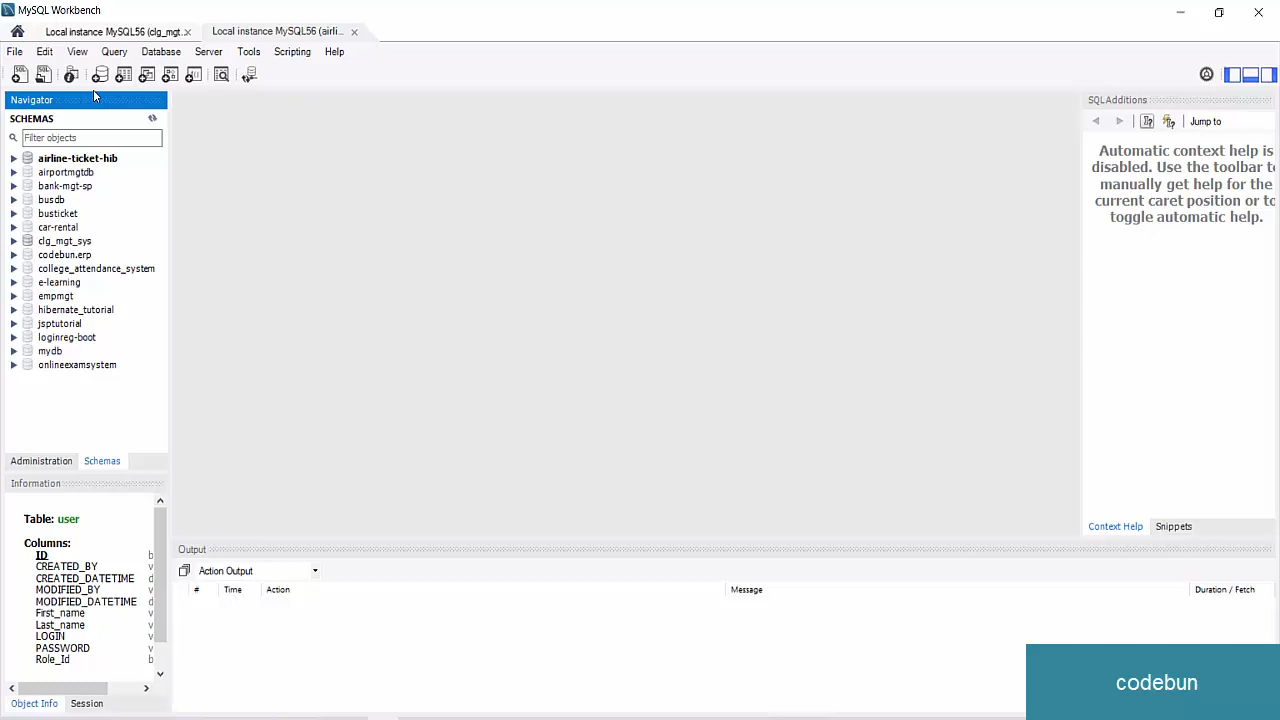 MySQL Workbench
Local instance MySQL56 (clg_mgt.
Local instance MySQL56 (airli..
File Edit View Query Database Server Tools Scripting Help
Navigator
SCHEMAS
Filter objects
airline-ticket-hib
airportmgtdb
bank-mgt-sp
busdb
busticket
car-rental
clg_mgt_sys
codebun.erp
college_attendance_system
e-learning
empmgt
hibernate_tutorial
jsptutorial
loginreg-boot
mydb
onlineexamsystem
Administration Schemas
Information
Table: user
Columns:
ID b
CREATED_BY v
CREATED_DATETIME d
MODIFIED_BY v
MODIFIED_DATETIME d
First_name v
Last_name v
LOGIN v
PASSWORD v
Role_Id b
Object Info Session
Output
Action Output
# Time Action Message Duration / Fetch
SQLAdditions
Jump to
Automatic context help is
disabled. Use the toolbar t
manually get help for the
current caret position or to
toggle automatic help.
Context Help Snippets
codebun